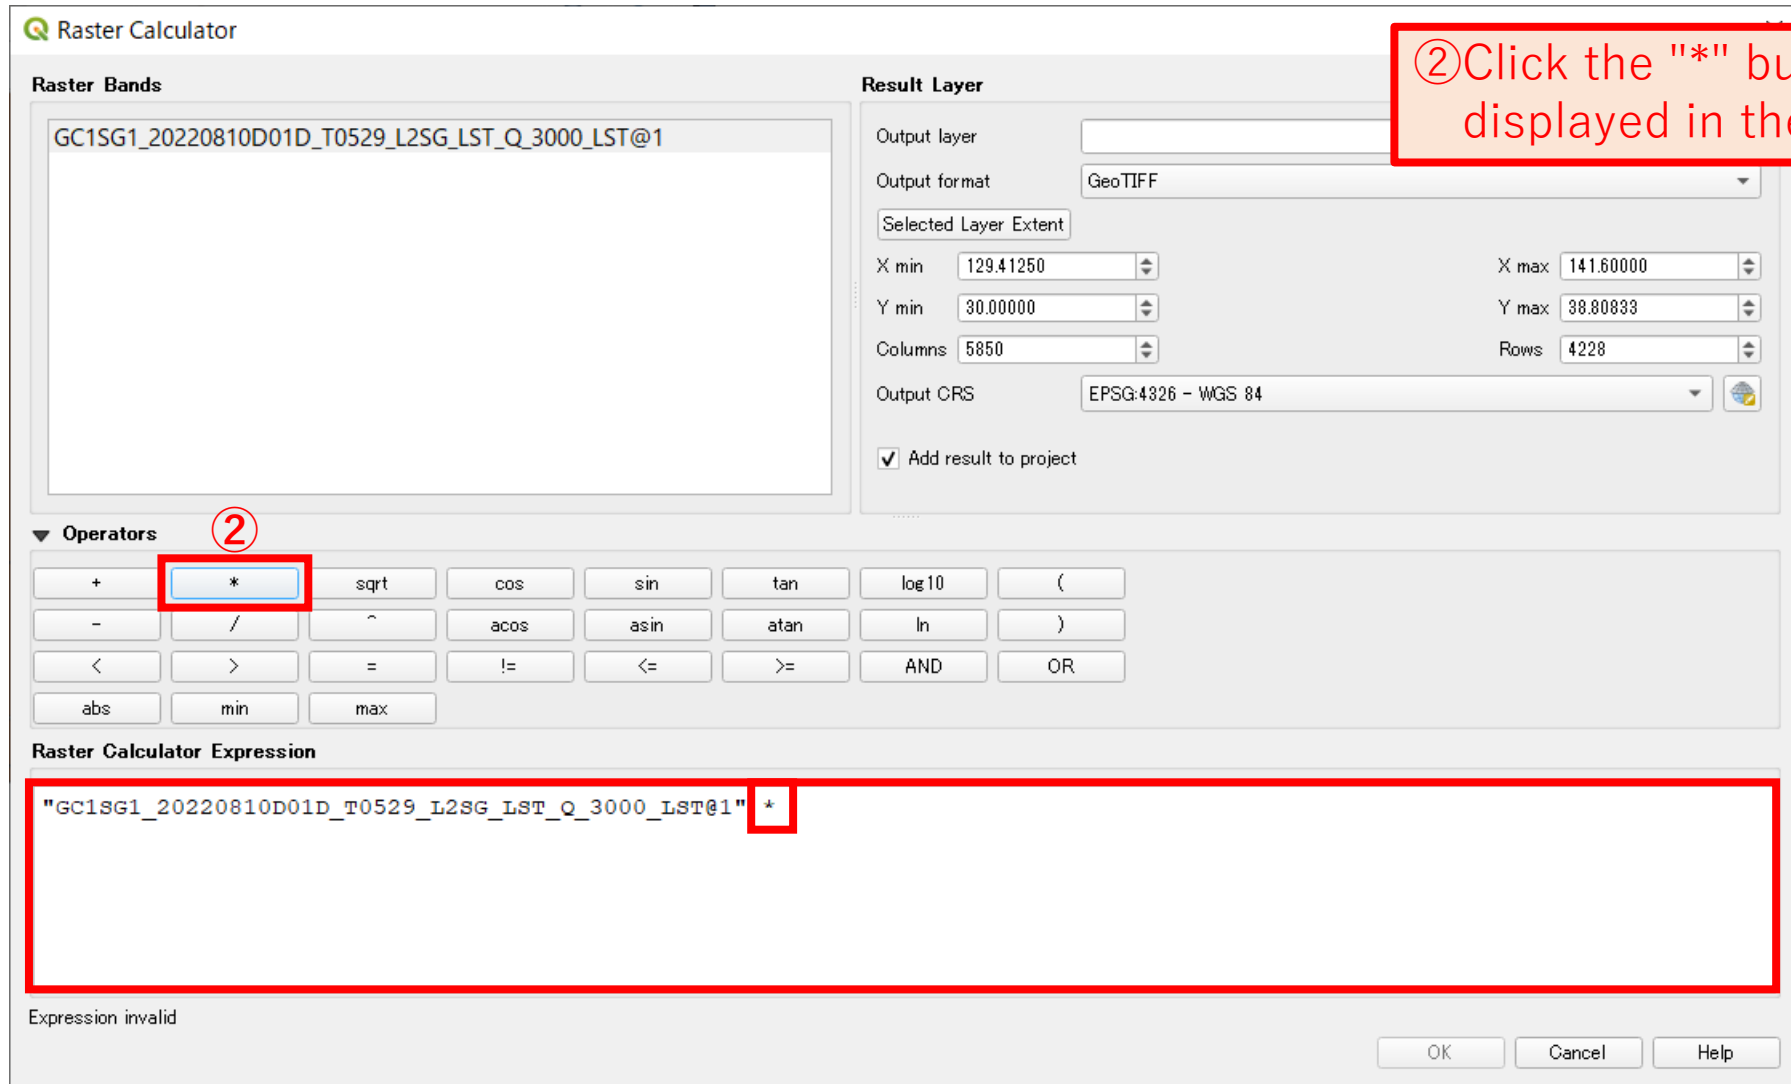 Raster Calculator
②Click the "*" bu
displayed in the
Raster Bands
Result Layer
GC1SG1_20220810D01D_T0529_L2SG_LST_Q_3000_LST@1
Output layer
Output format GeoTIFF
Selected Layer Extent
X min 129.41250 X max 141.60000
Y min 30.00000 Y max 38.80833
Columns 5850 Rows 4228
Output CRS EPSG:4326 - WGS 84
Add result to project
Operators
②
+ * sqrt cos sin tan log10 (
- / ^ acos asin atan ln )
< > = != <= >= AND OR
abs min max
Raster Calculator Expression
"GC1SG1_20220810D01D_T0529_L2SG_LST_Q_3000_LST@1" *
Expression invalid
OK Cancel Help